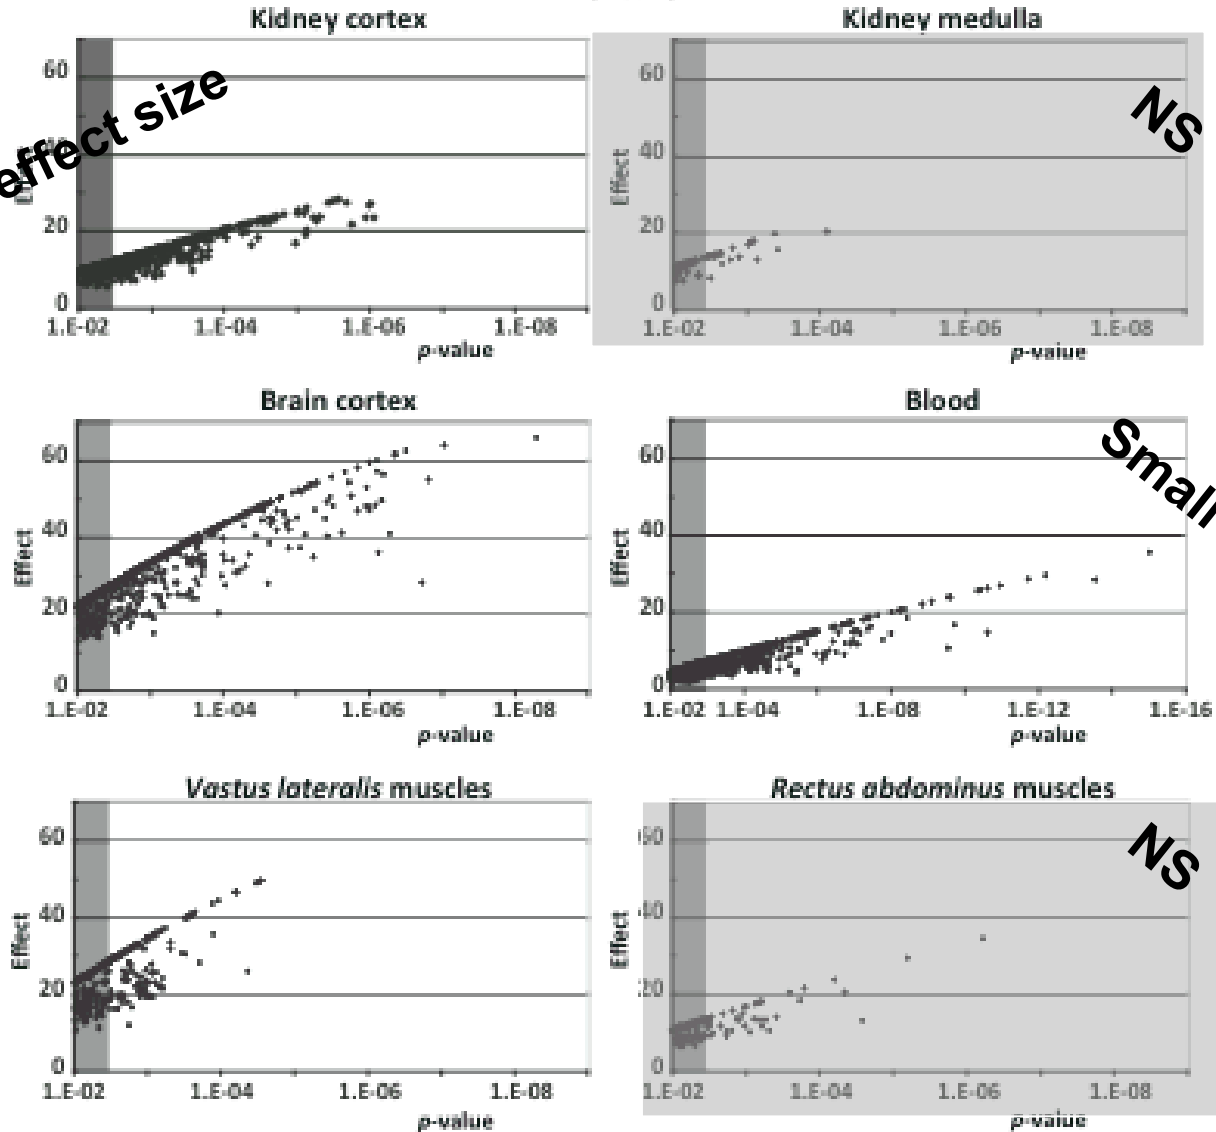 Kidney cortex
Kidney medulla
60
20
0
Effect
effect size
1.E-02 1.E-04 1.E-06 1.E-08
p-value
60
40
20
0
Effect
NS
1.E-02 1.E-04 1.E-06 1.E-08
p-value
Brain cortex
Blood
60
40
20
0
Effect
1.E-02 1.E-04 1.E-06 1.E-08
p-value
60
40
20
0
Effect
Small
1.E-02 1.E-04 1.E-08 1.E-12 1.E-16
p-value
Vastus lateralis muscles
Rectus abdominus muscles
60
40
20
0
Effect
1.E-02 1.E-04 1.E-06 1.E-08
p-value
60
40
20
0
Effect
NS
1.E-02 1.E-04 1.E-06 1.E-08
p-value